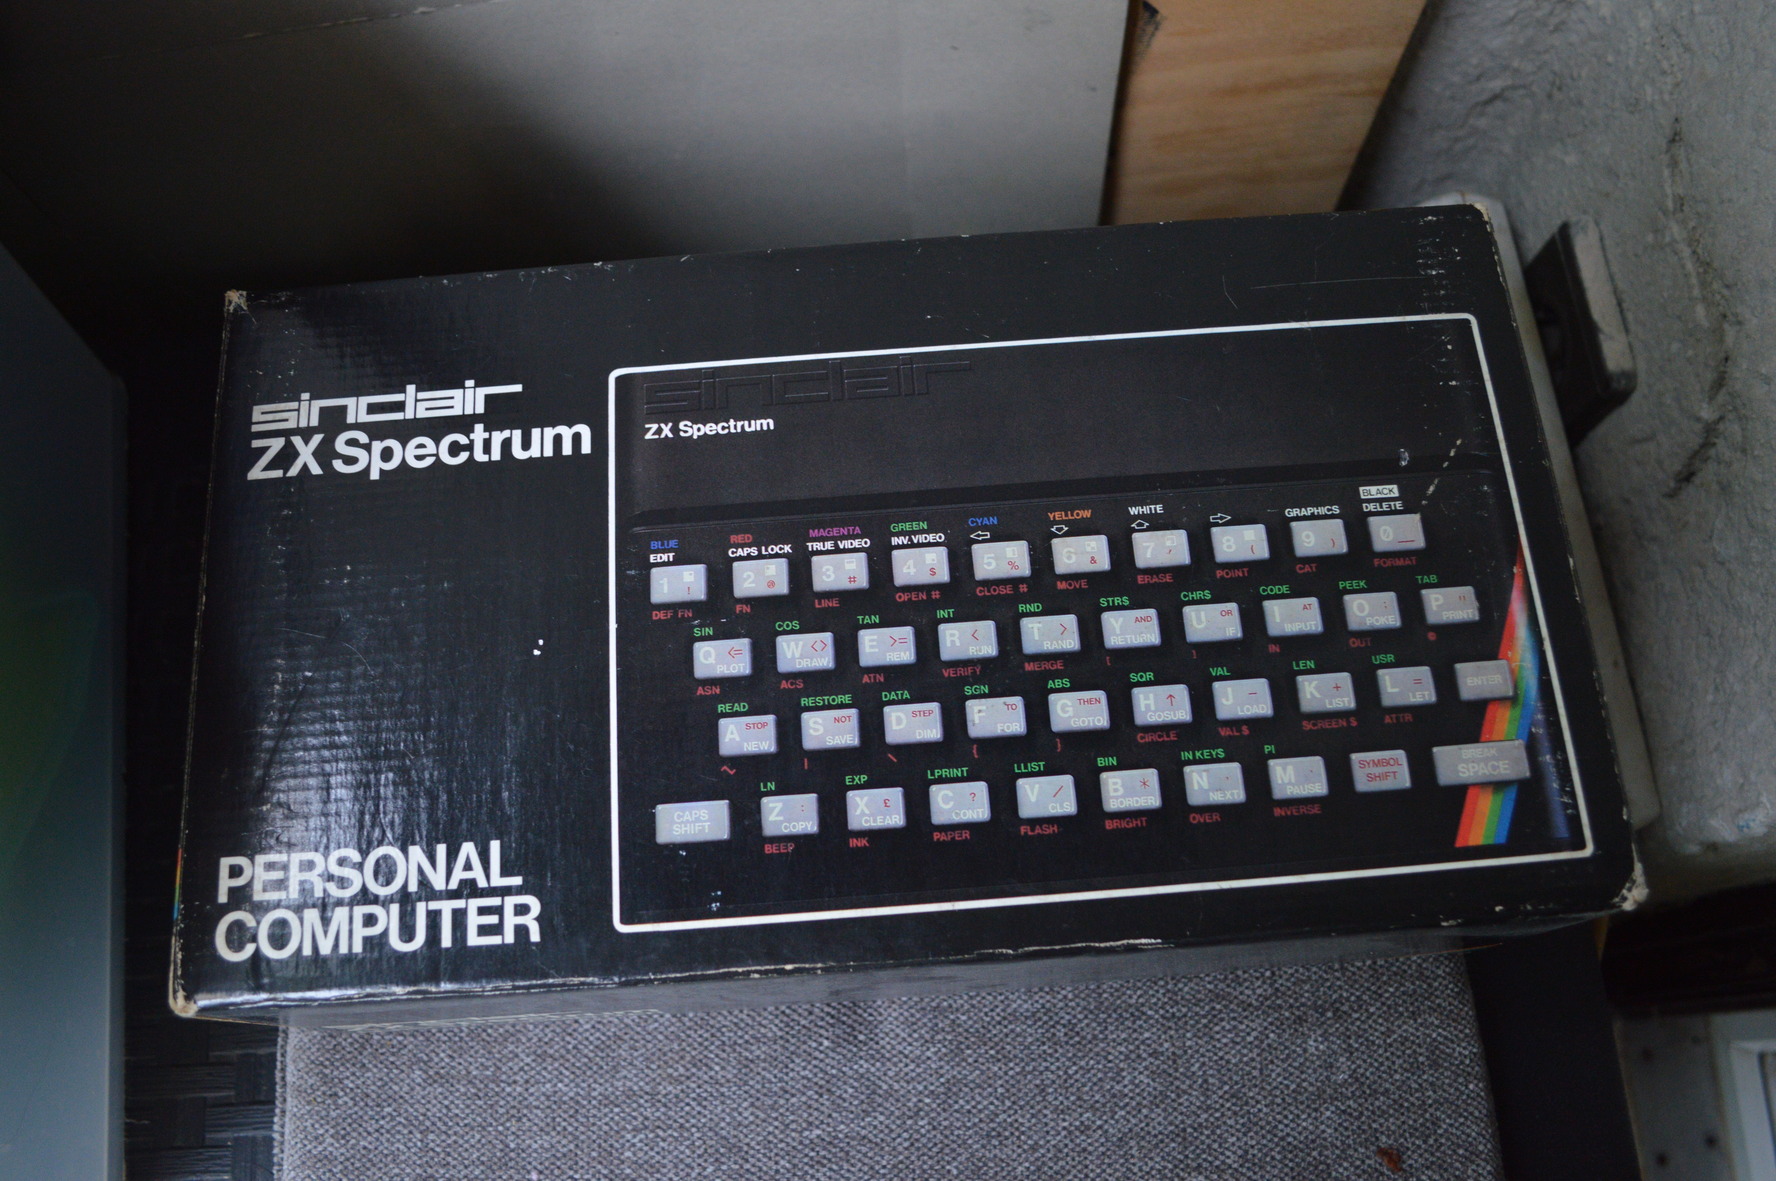 sinclair
ZX Spectrum
PERSONAL
COMPUTER
sinclair
ZX Spectrum
BLUE RED MAGENTA GREEN CYAN YELLOW WHITE BLACK
EDIT CAPS LOCK TRUE VIDEO INV. VIDEO GRAPHICS DELETE
1 ! 2 @ 3 # 4 $ 5 % 6 & 7 ' 8 ( 9 ) 0 _
DEF FN FN LINE OPEN # CLOSE # MOVE ERASE POINT CAT FORMAT
SIN COS TAN INT RND STR$ CHR$ CODE PEEK TAB
Q <= W <> E >= R < T > Y AND U OR I AT O ; P "
PLOT DRAW REM RUN RAND RETURN IF INPUT POKE PRINT
ASN ACS ATN VERIFY MERGE [ ] IN OUT ©
READ RESTORE DATA SGN ABS SQR VAL LEN USR
A STOP S NOT D STEP F TO G THEN H ↑ J − K + L = ENTER
NEW SAVE DIM FOR GOTO GOSUB LOAD LIST LET
~ | \ { } CIRCLE VAL $ SCREEN $ ATTR
LN EXP LPRINT LLIST BIN IN KEYS PI
CAPS SHIFT Z : X £ C ? V / B * N , M . SYMBOL SHIFT BREAK SPACE
COPY CLEAR CONT CLS BORDER NEXT PAUSE
BEEP INK PAPER FLASH BRIGHT OVER INVERSE